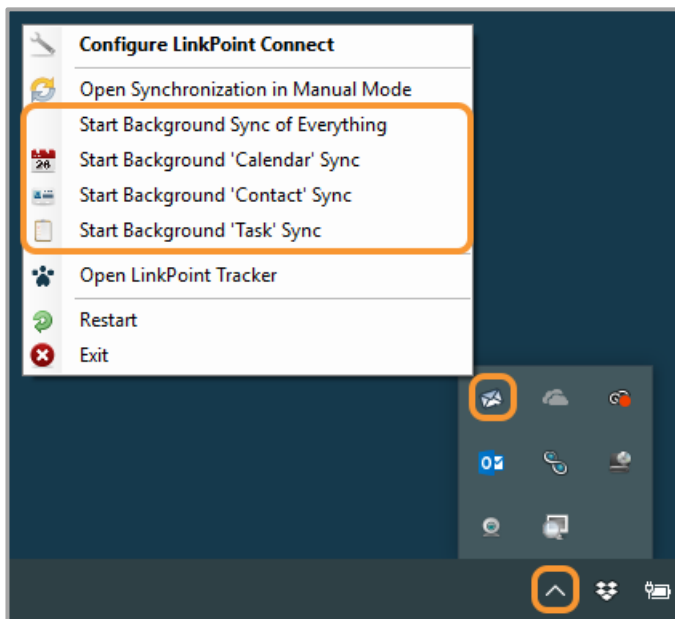 Configure LinkPoint Connect
Open Synchronization in Manual Mode
Start Background Sync of Everything
26
Start Background 'Calendar' Sync
Start Background 'Contact' Sync
Start Background 'Task' Sync
Open LinkPoint Tracker
Restart
Exit